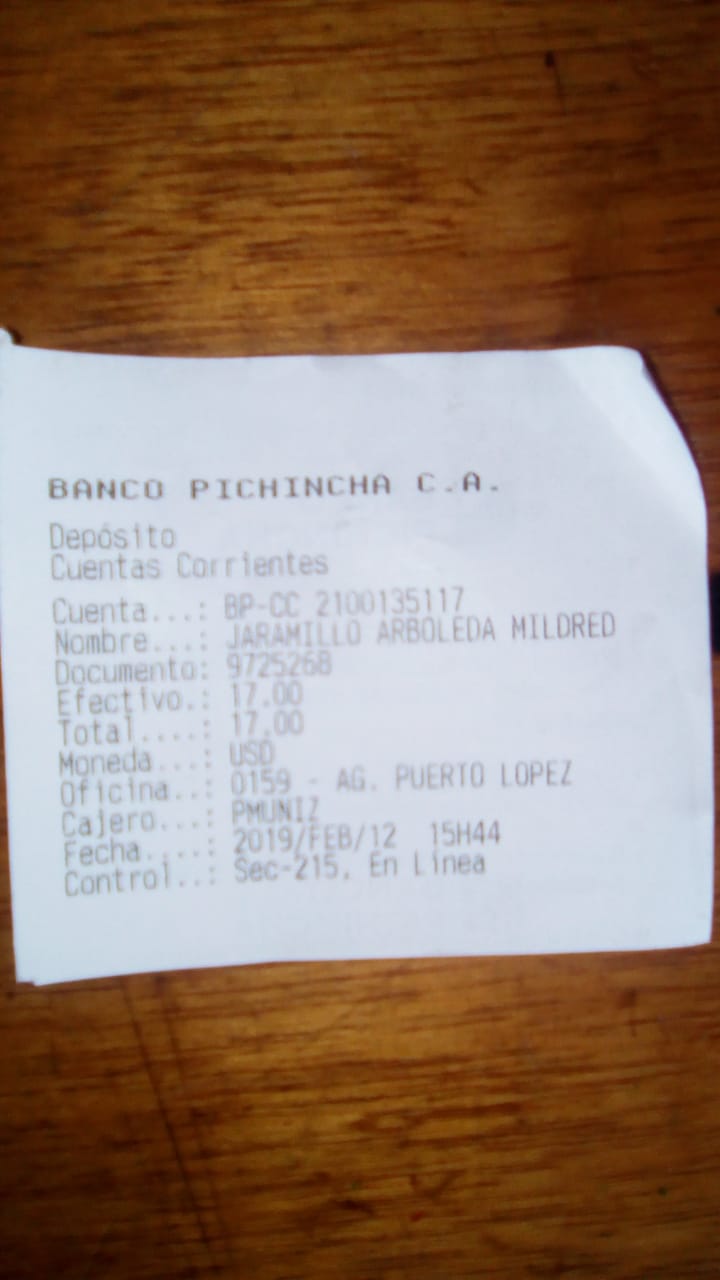 BANCO PICHINCHA C.A.
Depósito
Cuentas Corrientes
Cuenta...: BP-CC 2100135117
Nombre...: JARAMILLO ARBOLEDA MILDRED
Documento: 9725268
Efectivo.: 17.00
Total....: 17.00
Moneda...: USD
Oficina..: 0159 - AG. PUERTO LOPEZ
Cajero...: PMUNIZ
Fecha....: 2019/FEB/12 15H44
Control..: Sec-215, En Línea